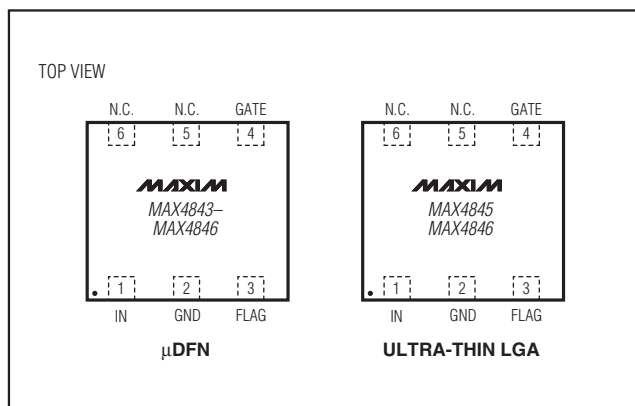 TOP VIEW
N.C. N.C. GATE
6 5 4
MAXIM
MAX4843–
MAX4846
1 2 3
IN GND FLAG
µDFN
N.C. N.C. GATE
6 5 4
MAXIM
MAX4845
MAX4846
1 2 3
IN GND FLAG
ULTRA-THIN LGA